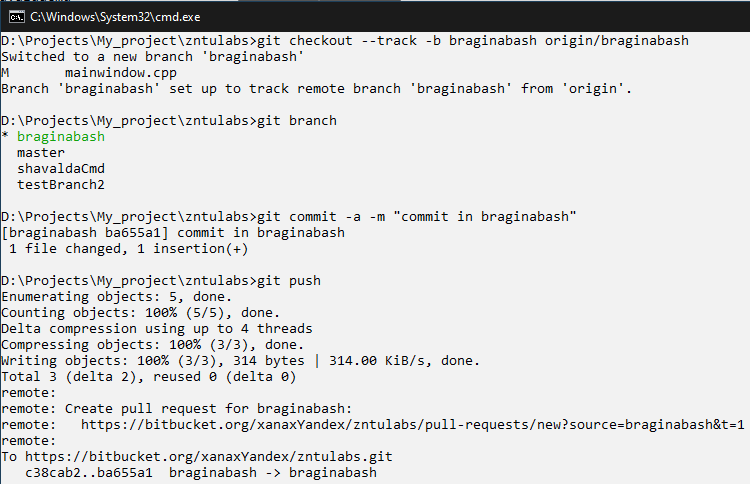 C:\Windows\System32\cmd.exe
D:\Projects\My_project\zntulabs>git checkout --track -b braginabash origin/braginabash
Switched to a new branch 'braginabash'
M       mainwindow.cpp
Branch 'braginabash' set up to track remote branch 'braginabash' from 'origin'.
D:\Projects\My_project\zntulabs>git branch
* braginabash
  master
  shavaldaCmd
  testBranch2
D:\Projects\My_project\zntulabs>git commit -a -m "commit in braginabash"
[braginabash ba655a1] commit in braginabash
 1 file changed, 1 insertion(+)
D:\Projects\My_project\zntulabs>git push
Enumerating objects: 5, done.
Counting objects: 100% (5/5), done.
Delta compression using up to 4 threads
Compressing objects: 100% (3/3), done.
Writing objects: 100% (3/3), 314 bytes | 314.00 KiB/s, done.
Total 3 (delta 2), reused 0 (delta 0)
remote:
remote: Create pull request for braginabash:
remote:   https://bitbucket.org/xanaxYandex/zntulabs/pull-requests/new?source=braginabash&t=1
remote:
To https://bitbucket.org/xanaxYandex/zntulabs.git
   c38cab2..ba655a1  braginabash -> braginabash